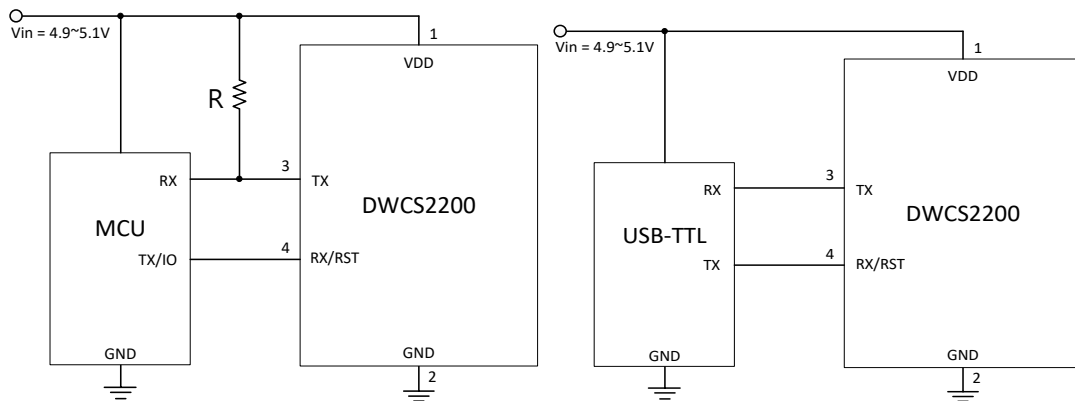 Vin = 4.9~5.1V
1
VDD
R
RX
3
TX
MCU
DWCS2200
TX/IO
4
RX/RST
GND
GND
2
Vin = 4.9~5.1V
1
VDD
RX
3
TX
USB-TTL
DWCS2200
TX
4
RX/RST
GND
GND
2